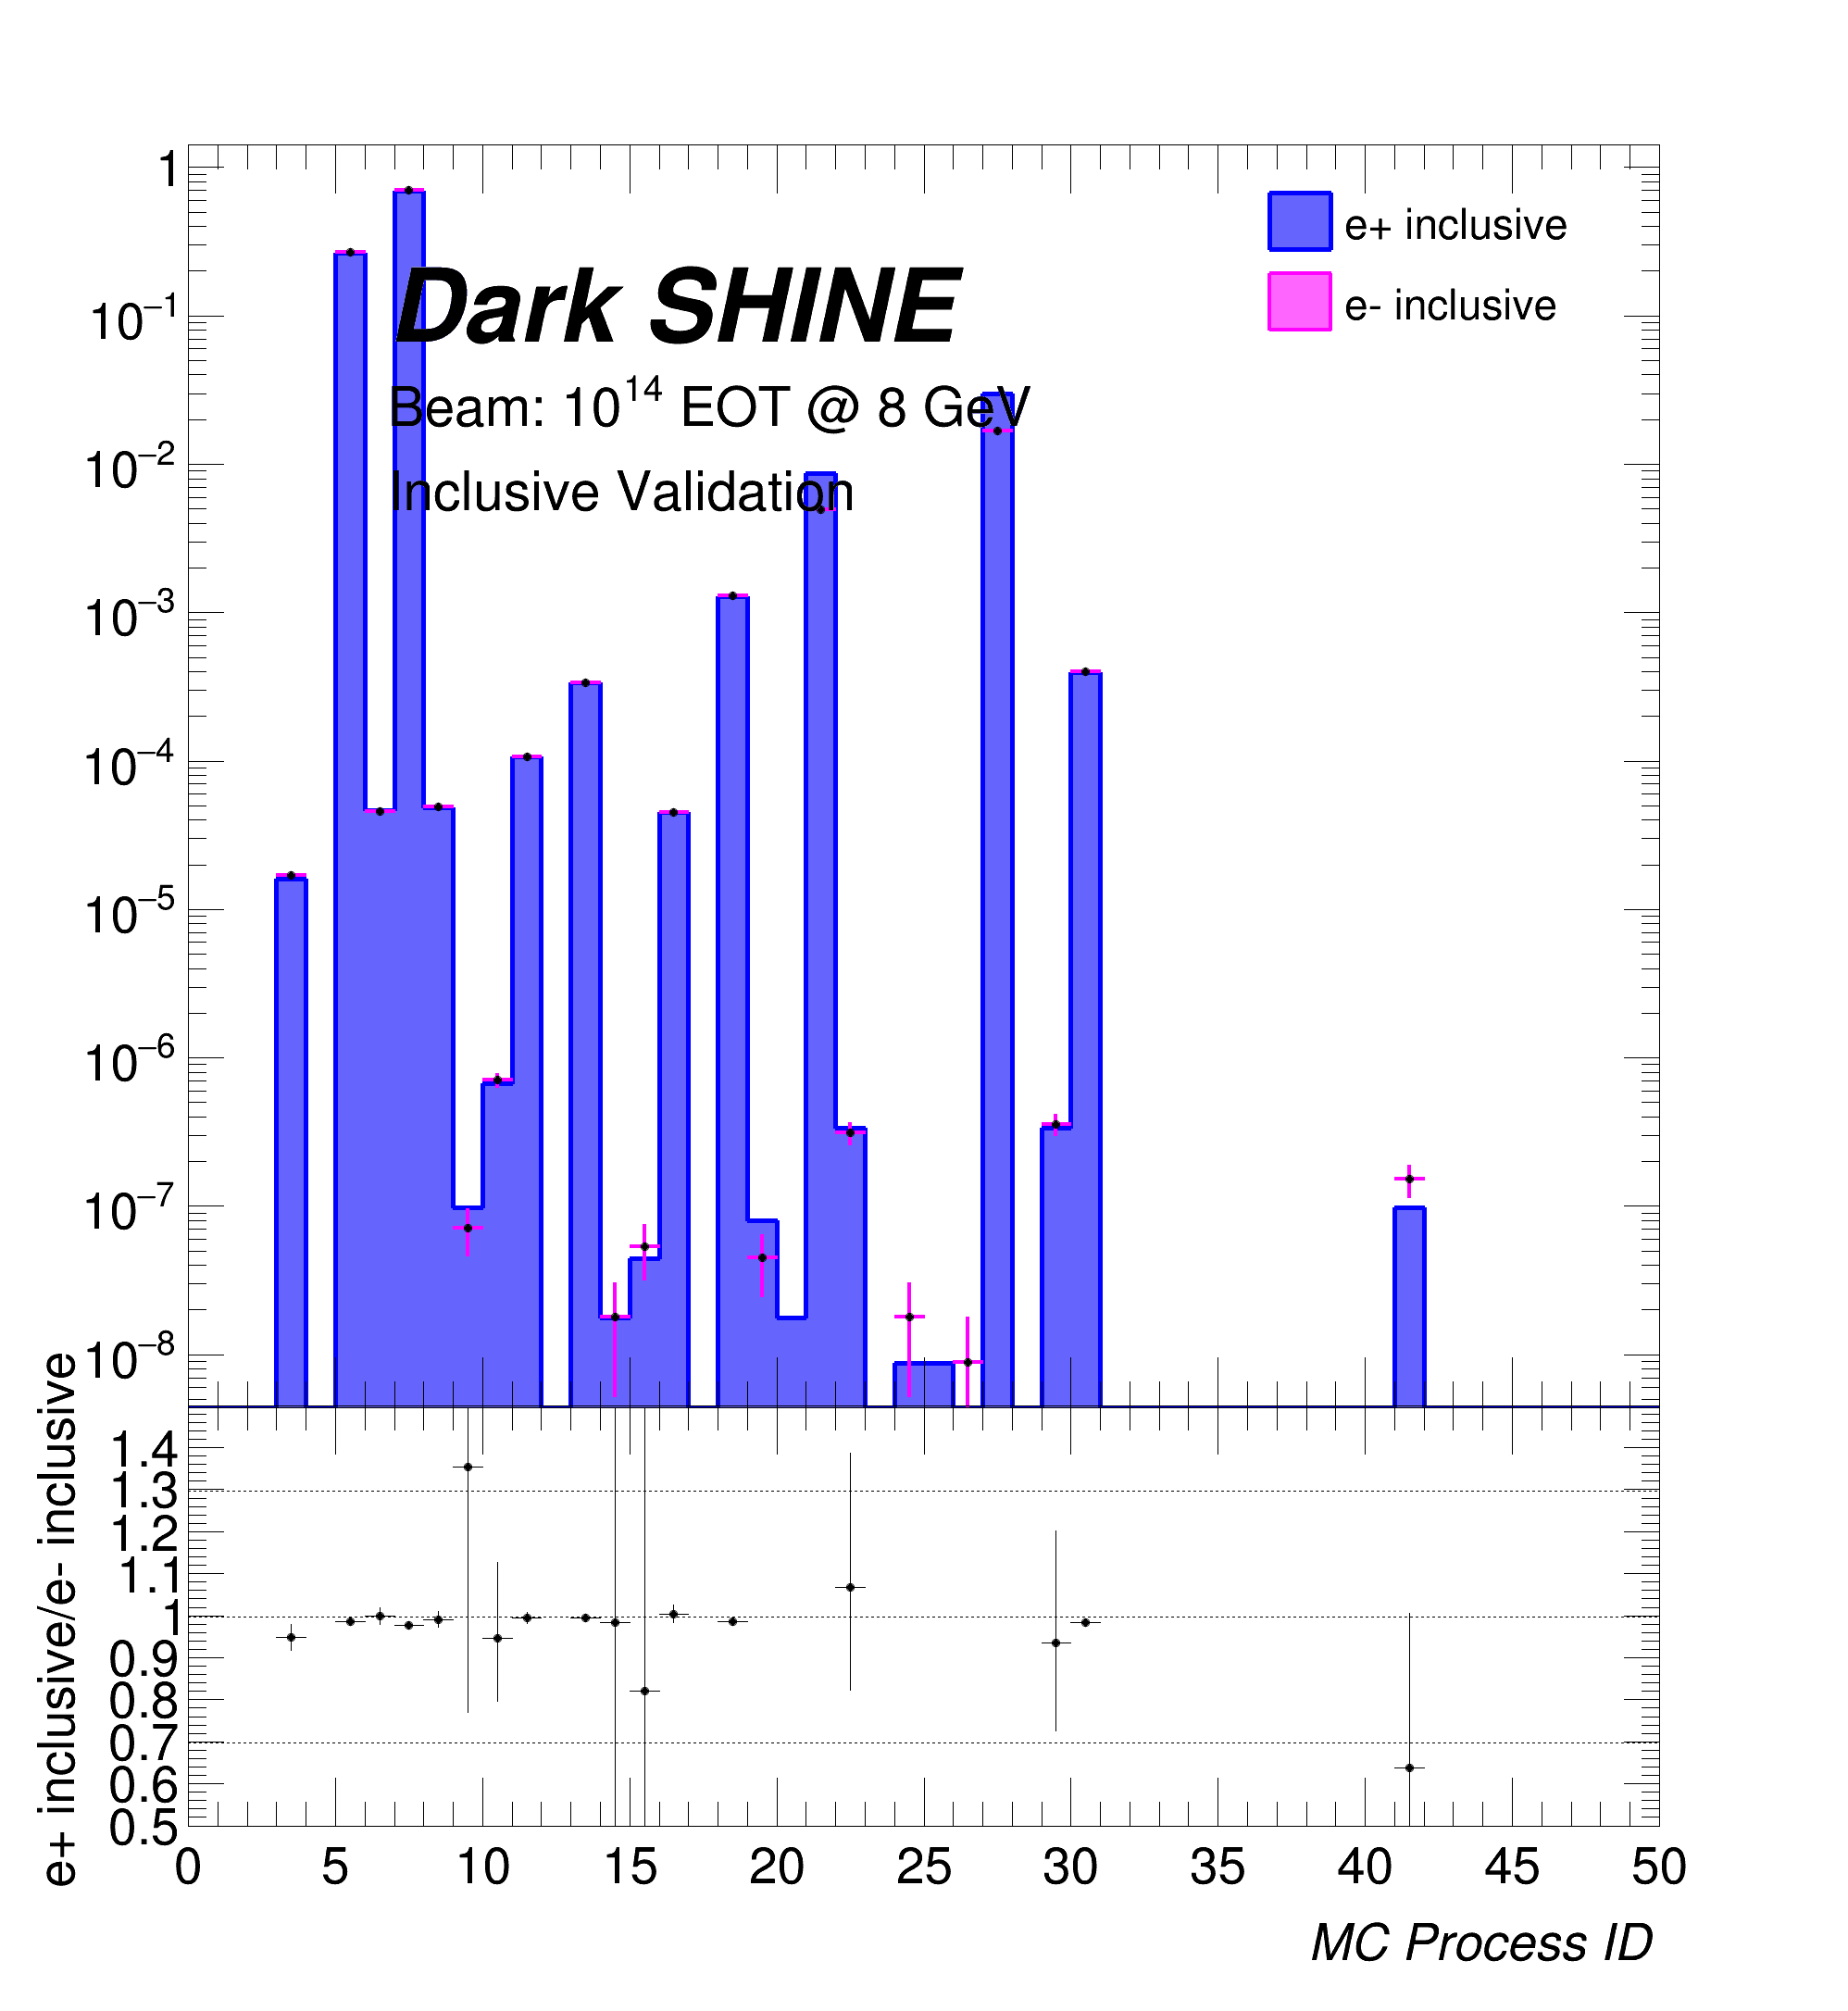 1
10⁻¹
10⁻²
10⁻³
10⁻⁴
10⁻⁵
10⁻⁶
10⁻⁷
10⁻⁸
Dark SHINE
Beam: 10¹⁴ EOT @ 8 GeV
Inclusive Validation
e+ inclusive
e- inclusive
e+ inclusive/e- inclusive
1.4
1.3
1.2
1.1
1
0.9
0.8
0.7
0.6
0.5
0 5 10 15 20 25 30 35 40 45 50
MC Process ID